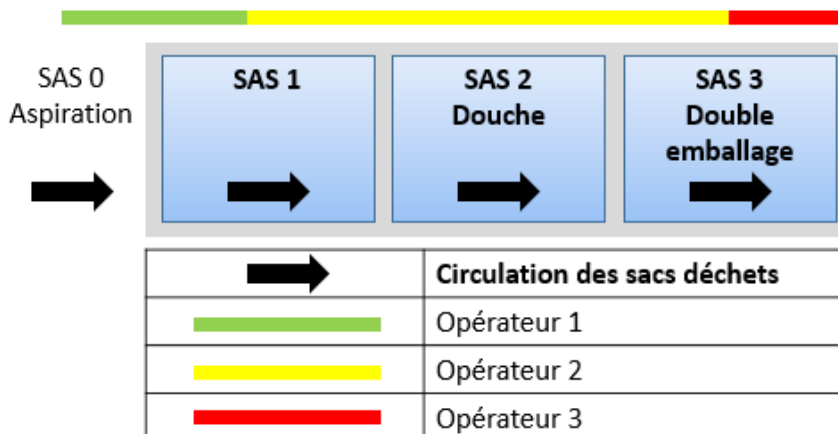 SAS 0
Aspiration
SAS 1
SAS 2
Douche
SAS 3
Double
emballage
Circulation des sacs déchets
Opérateur 1
Opérateur 2
Opérateur 3